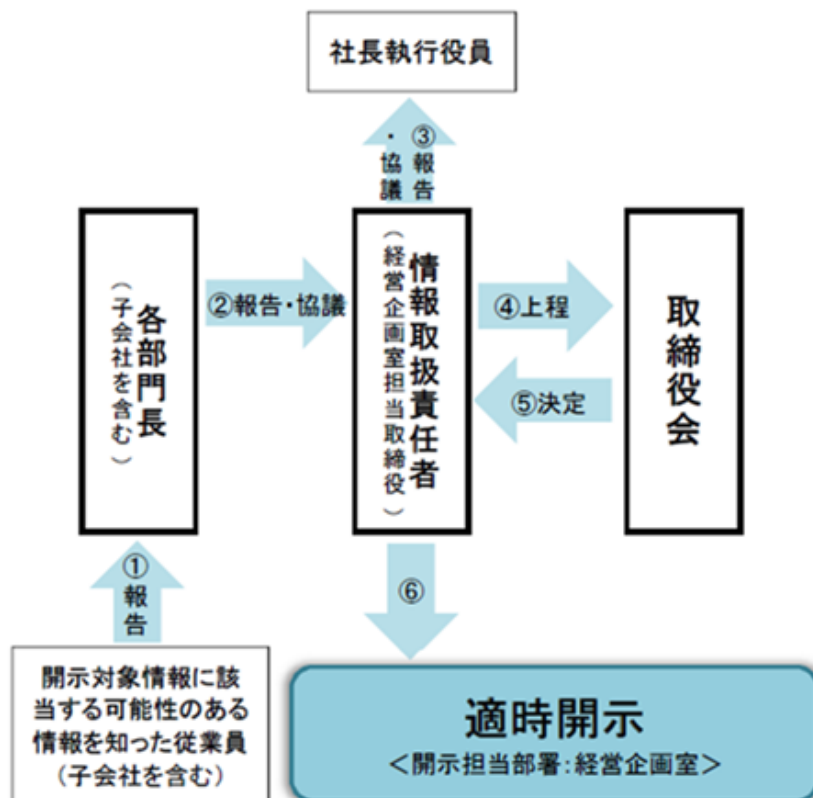 社長執行役員
③報告
・協議
各部門長
（子会社を含む）
②報告・協議
情報取扱責任者
（経営企画室担当取締役）
④上程
⑤決定
取締役会
①報告
⑥
開示対象情報に該
当する可能性のある
情報を知った従業員
（子会社を含む）
適時開示
＜開示担当部署：経営企画室＞